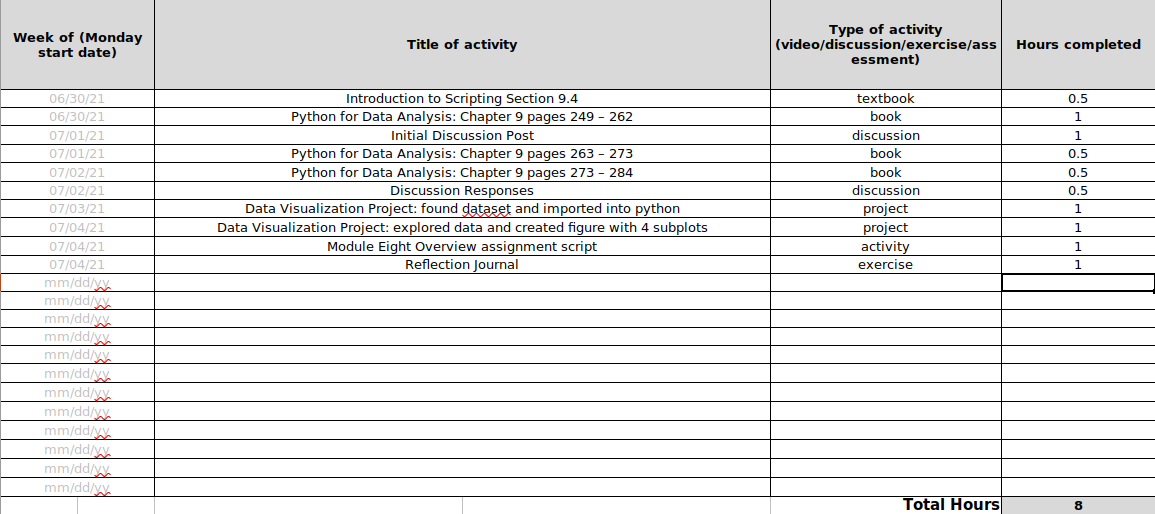 Week of (Monday start date) Title of activity Type of activity (video/discussion/exercise/assessment) Hours completed
06/30/21 Introduction to Scripting Section 9.4 textbook 0.5
06/30/21 Python for Data Analysis: Chapter 9 pages 249 – 262 book 1
07/01/21 Initial Discussion Post discussion 1
07/01/21 Python for Data Analysis: Chapter 9 pages 263 – 273 book 0.5
07/02/21 Python for Data Analysis: Chapter 9 pages 273 – 284 book 0.5
07/02/21 Discussion Responses discussion 0.5
07/03/21 Data Visualization Project: found dataset and imported into python project 1
07/04/21 Data Visualization Project: explored data and created figure with 4 subplots project 1
07/04/21 Module Eight Overview assignment script activity 1
07/04/21 Reflection Journal exercise 1
mm/dd/yy
mm/dd/yy
mm/dd/yy
mm/dd/yy
mm/dd/yy
mm/dd/yy
mm/dd/yy
mm/dd/yy
mm/dd/yy
mm/dd/yy
mm/dd/yy
mm/dd/yy
Total Hours 8